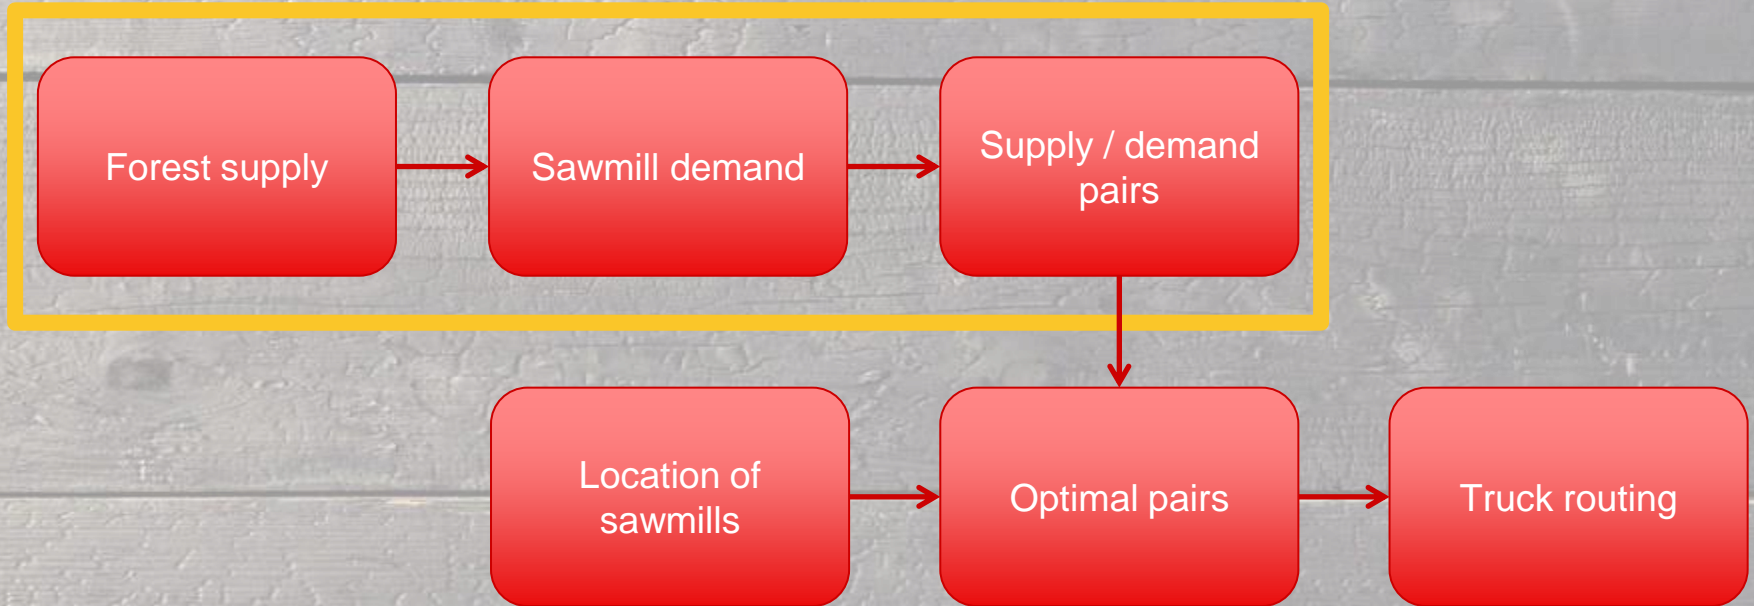 Forest supply
Sawmill demand
Supply / demand
pairs
Location of
sawmills
Optimal pairs
Truck routing